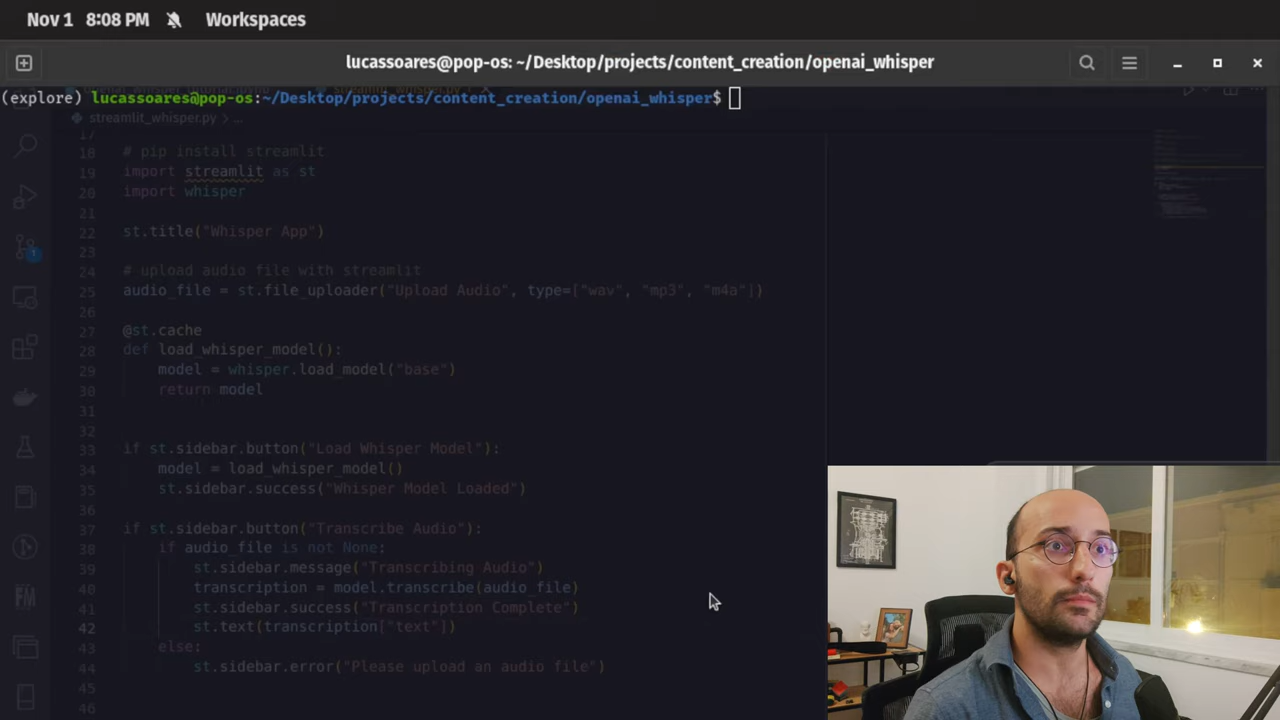 Nov 1 8:08 PM Workspaces
lucassoares@pop-os: ~/Desktop/projects/content_creation/openai_whisper
(explore) lucassoares@pop-os:~/Desktop/projects/content_creation/openai_whisper$
streamlit_whisper.py > ...
17
18 # pip install streamlit
19 import streamlit as st
20 import whisper
21
22 st.title("Whisper App")
23
24 # upload audio file with streamlit
25 audio_file = st.file_uploader("Upload Audio", type=["wav", "mp3", "m4a"])
26
27 @st.cache
28 def load_whisper_model():
29 model = whisper.load_model("base")
30 return model
31
32
33 if st.sidebar.button("Load Whisper Model"):
34 model = load_whisper_model()
35 st.sidebar.success("Whisper Model Loaded")
36
37 if st.sidebar.button("Transcribe Audio"):
38 if audio_file is not None:
39 st.sidebar.message("Transcribing Audio")
40 transcription = model.transcribe(audio_file)
41 st.sidebar.success("Transcription Complete")
42 st.text(transcription["text"])
43 else:
44 st.sidebar.error("Please upload an audio file")
45
46
1
FM